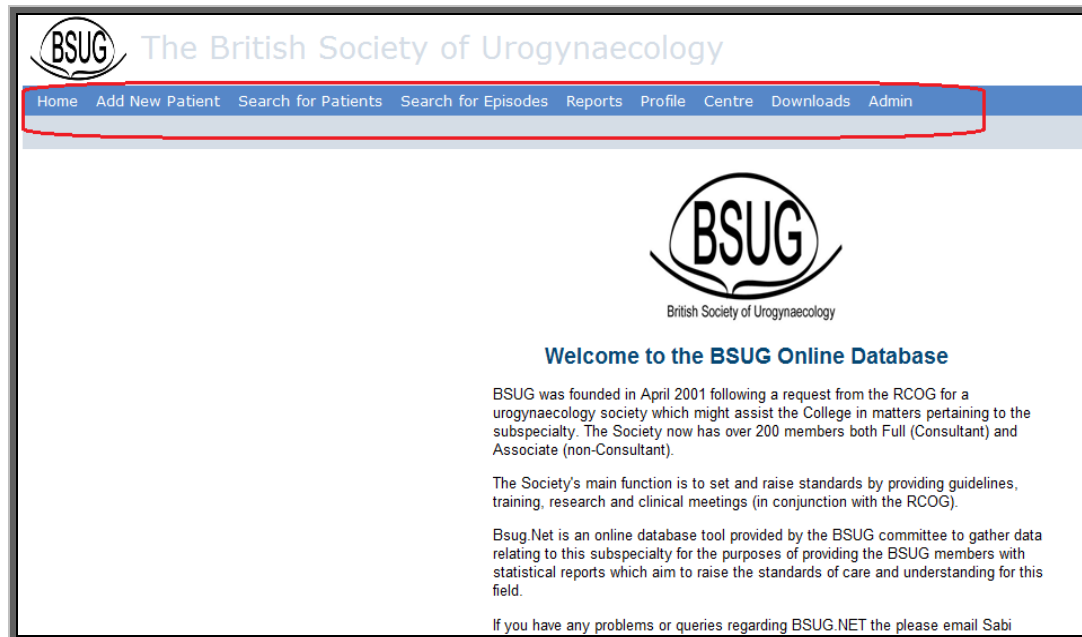 BSUG The British Society of Urogynaecology
Home Add New Patient Search for Patients Search for Episodes Reports Profile Centre Downloads Admin
BSUG
British Society of Urogynaecology
Welcome to the BSUG Online Database
BSUG was founded in April 2001 following a request from the RCOG for a
urogynaecology society which might assist the College in matters pertaining to the
subspecialty. The Society now has over 200 members both Full (Consultant) and
Associate (non-Consultant).
The Society's main function is to set and raise standards by providing guidelines,
training, research and clinical meetings (in conjunction with the RCOG).
Bsug.Net is an online database tool provided by the BSUG committee to gather data
relating to this subspecialty for the purposes of providing the BSUG members with
statistical reports which aim to raise the standards of care and understanding for this
field.
If you have any problems or queries regarding BSUG.NET the please email Sabi